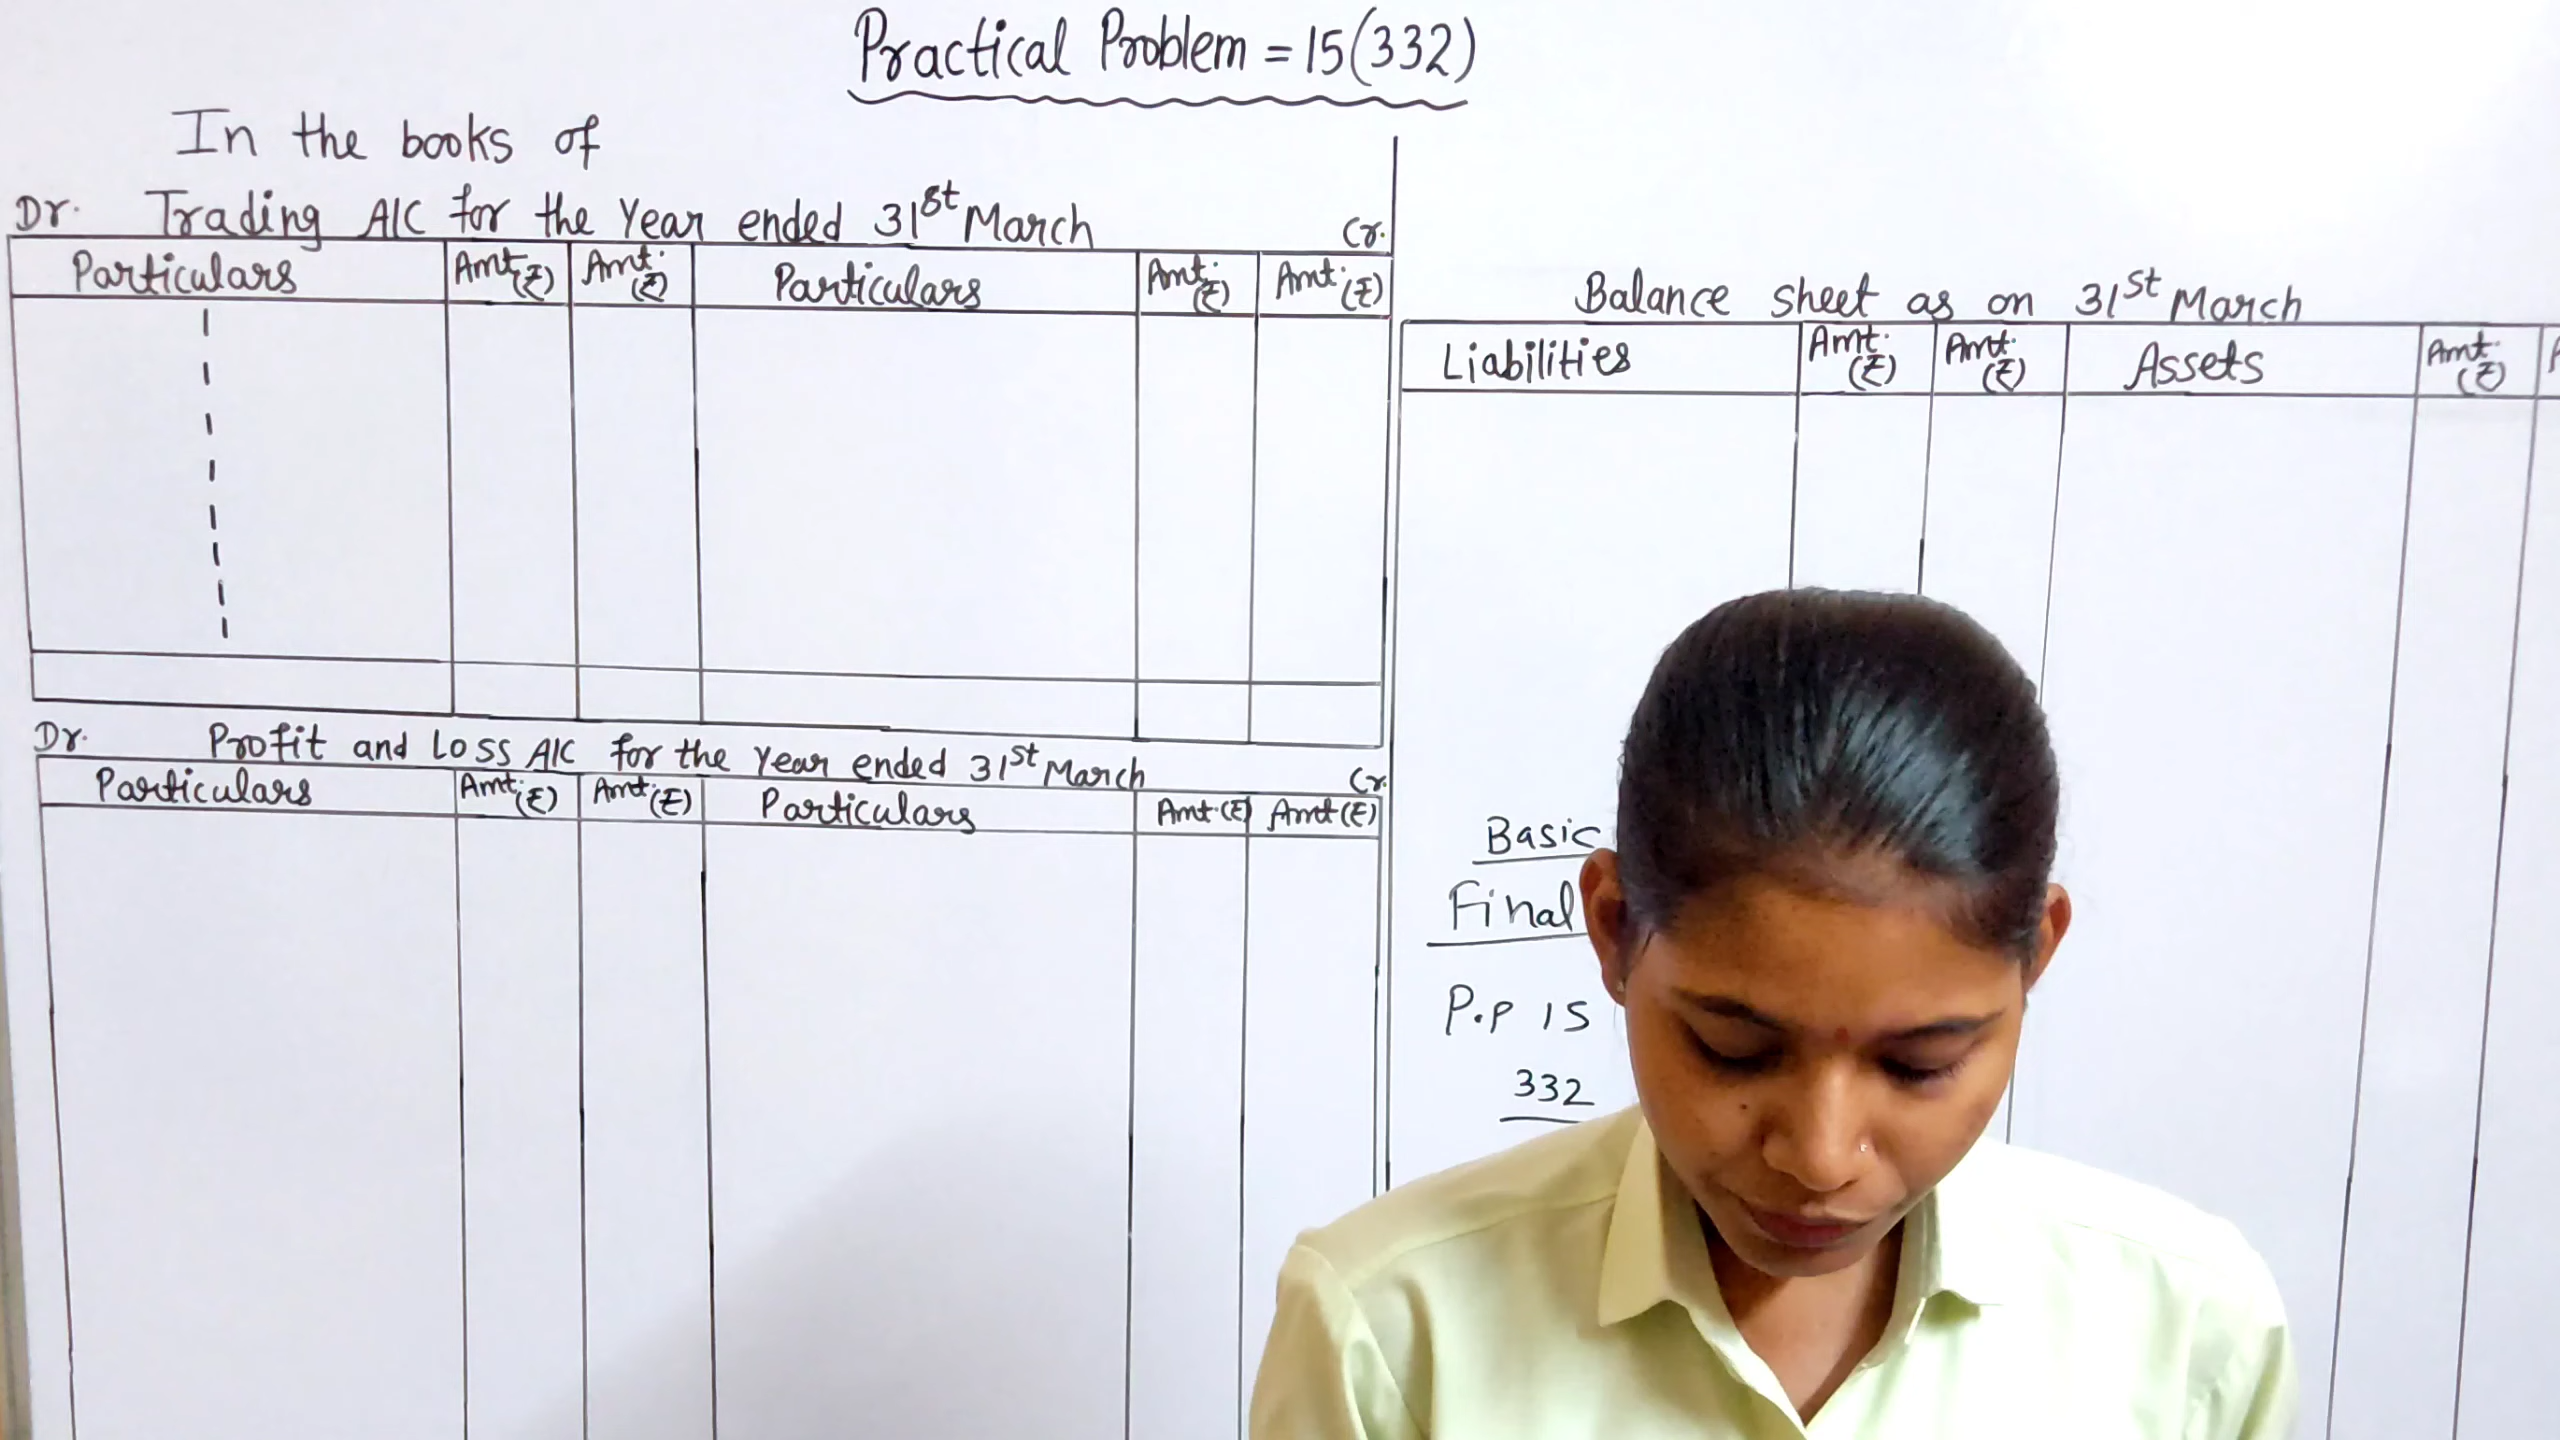 Practical Problem = 15(332)
In the books of
Dr. Trading A/C for the Year ended 31st March Cr.
Particulars Amt.(₹) Amt.(₹) Particulars Amt.(₹) Amt.(₹)
Dr. Profit and Loss A/C for the Year ended 31st March Cr.
Particulars Amt.(₹) Amt.(₹) Particulars Amt.(₹) Amt(₹)
Balance sheet as on 31st March
Liabilities Amt.(₹) Amt.(₹) Assets Amt.(₹)
Basic
Final
P.P 15
332